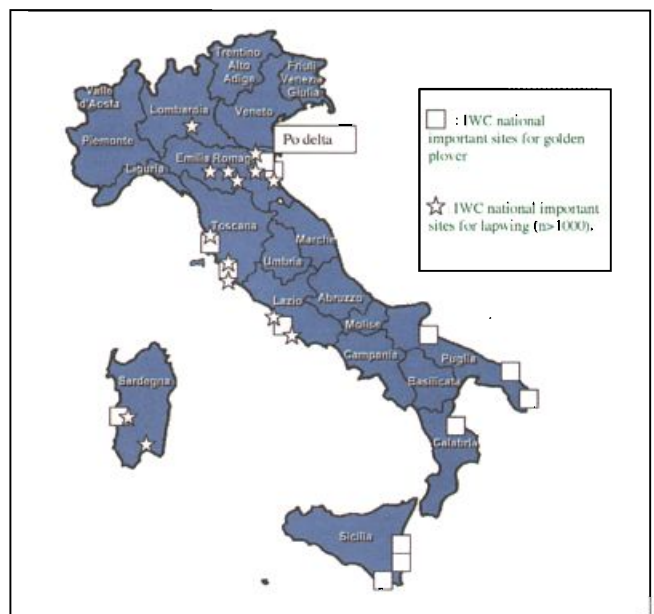 Trentino
Alto
Adige
Friuli
Venezia
Giulia
Valle
d'Aosta
Lombardia
Veneto
Piemonte
Po delta
Emilia Romag
Liguria
Toscana
Marche
Umbria
Lazio
Abruzzo
Molise
Campania
Puglia
Basilicata
Sardegna
Calabria
Sicilia
: IWC national
important sites for golden
plover
IWC national important
sites for lapwing (n>1000).